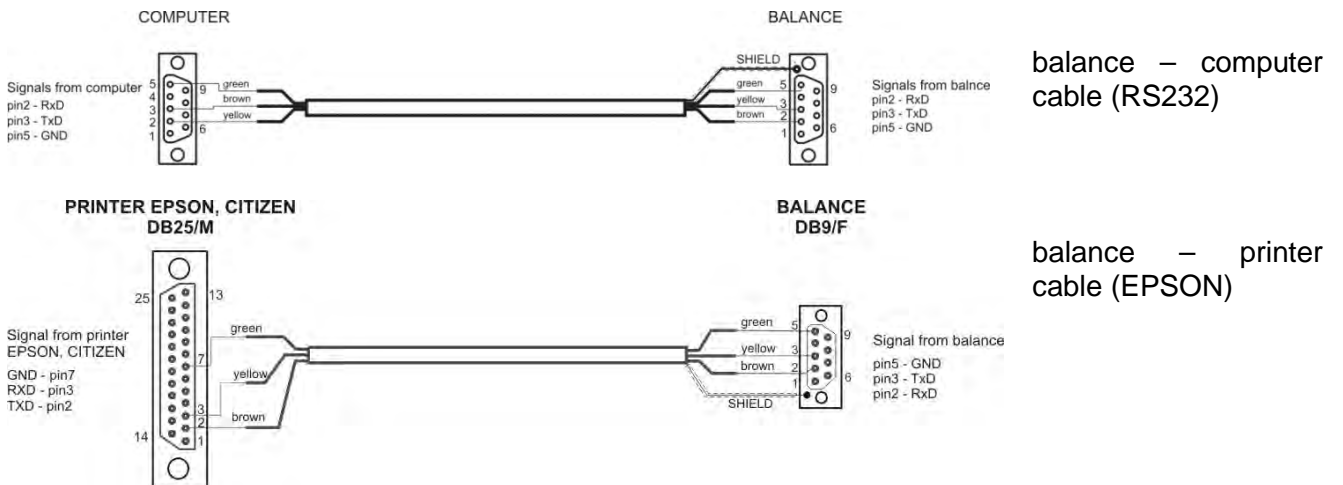 COMPUTER
BALANCE
SHIELD
Signals from computer
pin2 - RxD
pin3 - TxD
pin5 - GND
5
4
3
2
1
9
6
green
brown
yellow
green
yellow
brown
5
3
2
1
9
6
Signals from balnce
pin2 - RxD
pin3 - TxD
pin5 - GND
balance – computer
cable (RS232)
PRINTER EPSON, CITIZEN
DB25/M
BALANCE
DB9/F
balance – printer
cable (EPSON)
25
13
Signal from printer
EPSON, CITIZEN
GND - pin7
RXD - pin3
TXD - pin2
7
3
2
1
14
green
yellow
brown
green
yellow
brown
SHIELD
5
3
2
1
9
6
Signal from balance
pin5 - GND
pin3 - TxD
pin2 - RxD